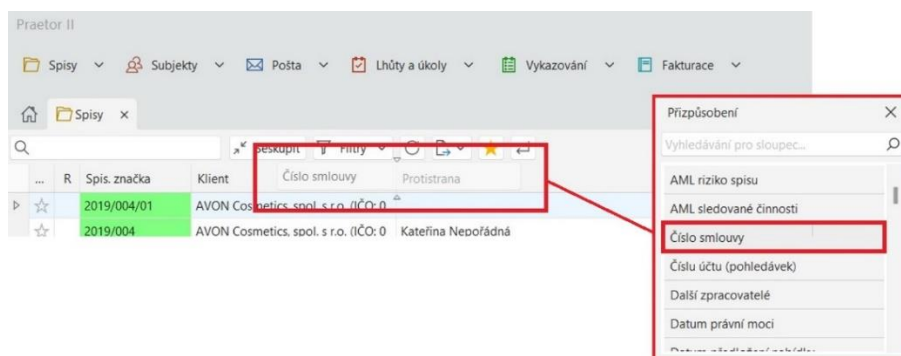 Praetor II
Spisy Subjekty Pošta Lhůty a úkoly Vykazování Fakturace
Spisy
Seskupit Filtry
... R Spis. značka Klient Číslo smlouvy Protistrana
2019/004/01 AVON Cosmetics, spol. s r.o. (IČO: 0
2019/004 AVON Cosmetics, spol. s r.o. (IČO: 0 Kateřina Nepořádná
Přizpůsobení
Vyhledávání pro sloupec...
AML riziko spisu
AML sledované činnosti
Číslo smlouvy
Číslu účtu (pohledávek)
Další zpracovatelé
Datum právní moci